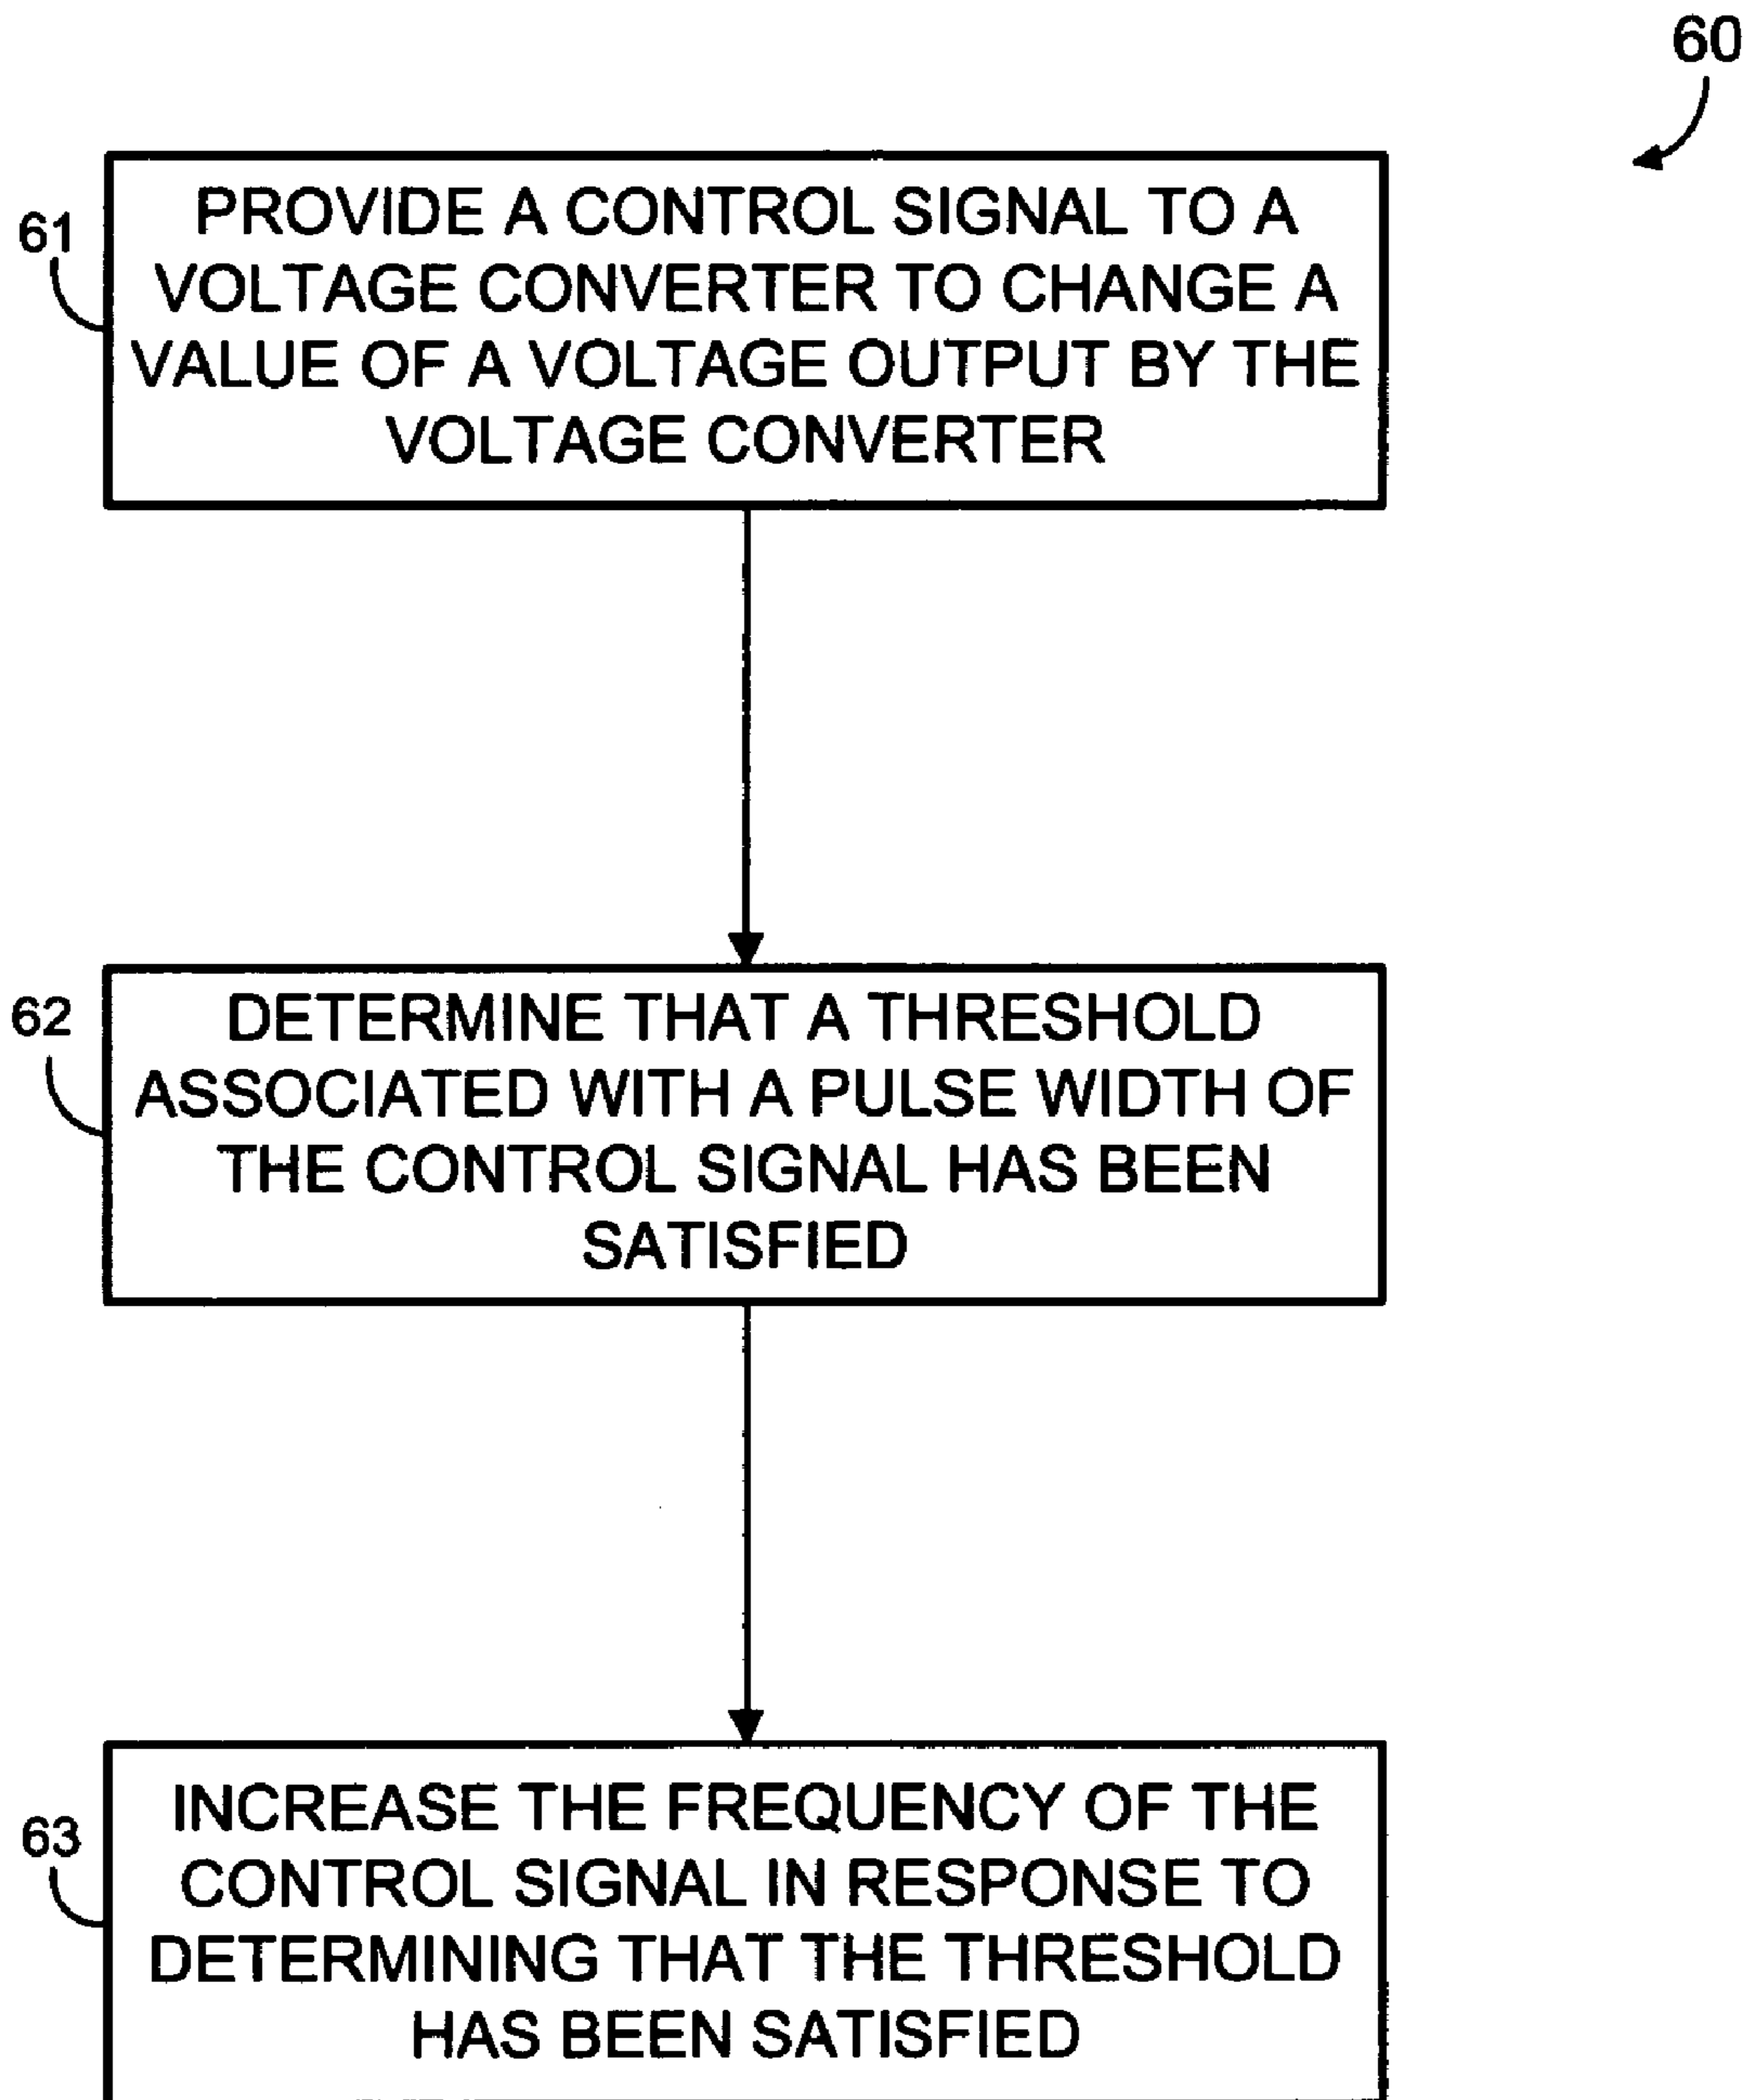 60
61
PROVIDE A CONTROL SIGNAL TO A
VOLTAGE CONVERTER TO CHANGE A
VALUE OF A VOLTAGE OUTPUT BY THE
VOLTAGE CONVERTER
62
DETERMINE THAT A THRESHOLD
ASSOCIATED WITH A PULSE WIDTH OF
THE CONTROL SIGNAL HAS BEEN
SATISFIED
63
INCREASE THE FREQUENCY OF THE
CONTROL SIGNAL IN RESPONSE TO
DETERMINING THAT THE THRESHOLD
HAS BEEN SATISFIED